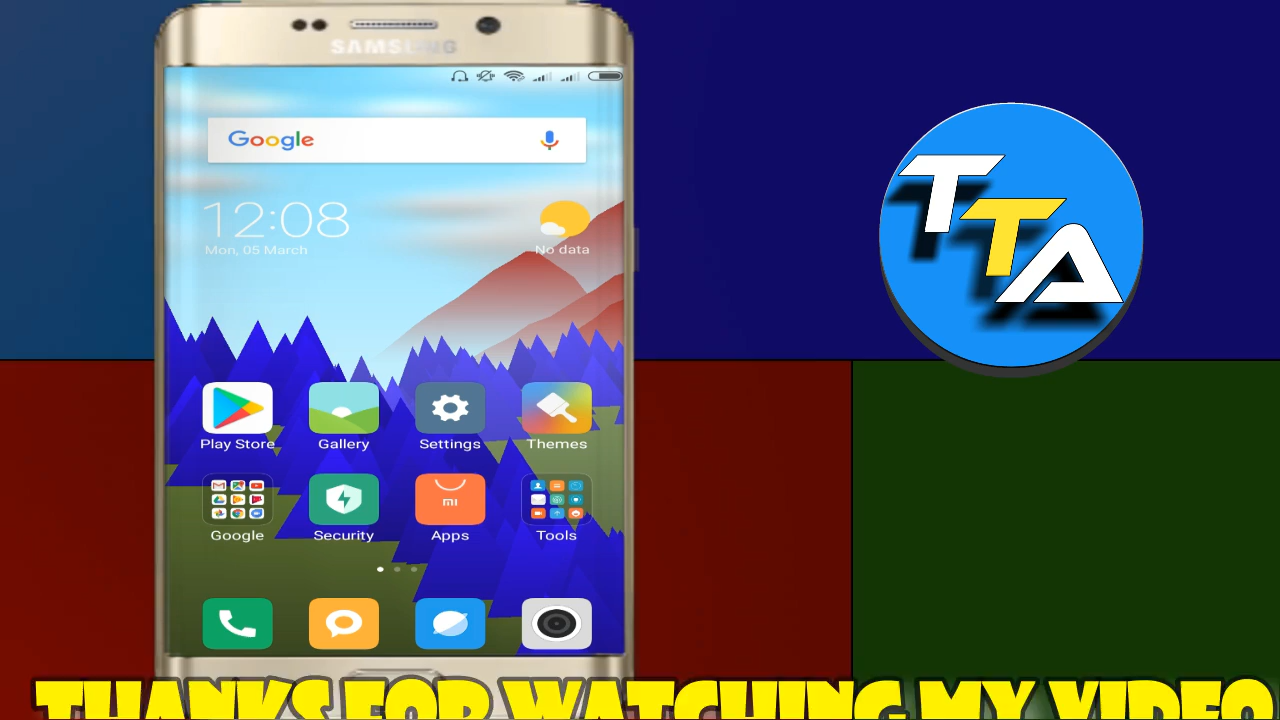 SAMSUNG
Google
12:08
Mon, 05 March
No data
TTA
Play Store
Gallery
Settings
Themes
mi
Google
Security
Apps
Tools
THANKS FOR WATCHING MY VIDEO